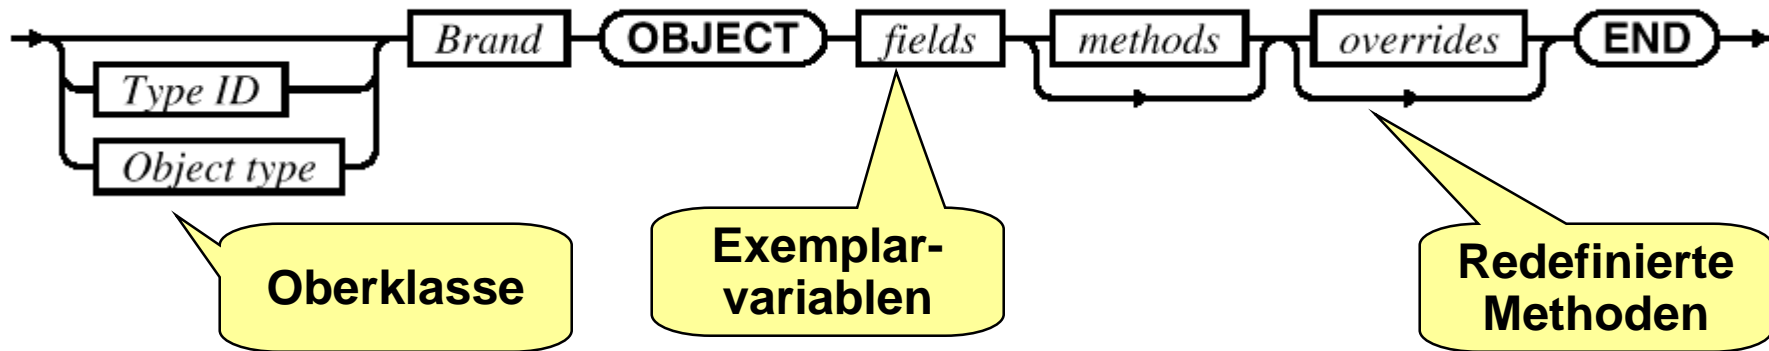 Brand OBJECT fields methods overrides END
Type ID
Object type
Oberklasse
Exemplar-
variablen
Redefinierte
Methoden